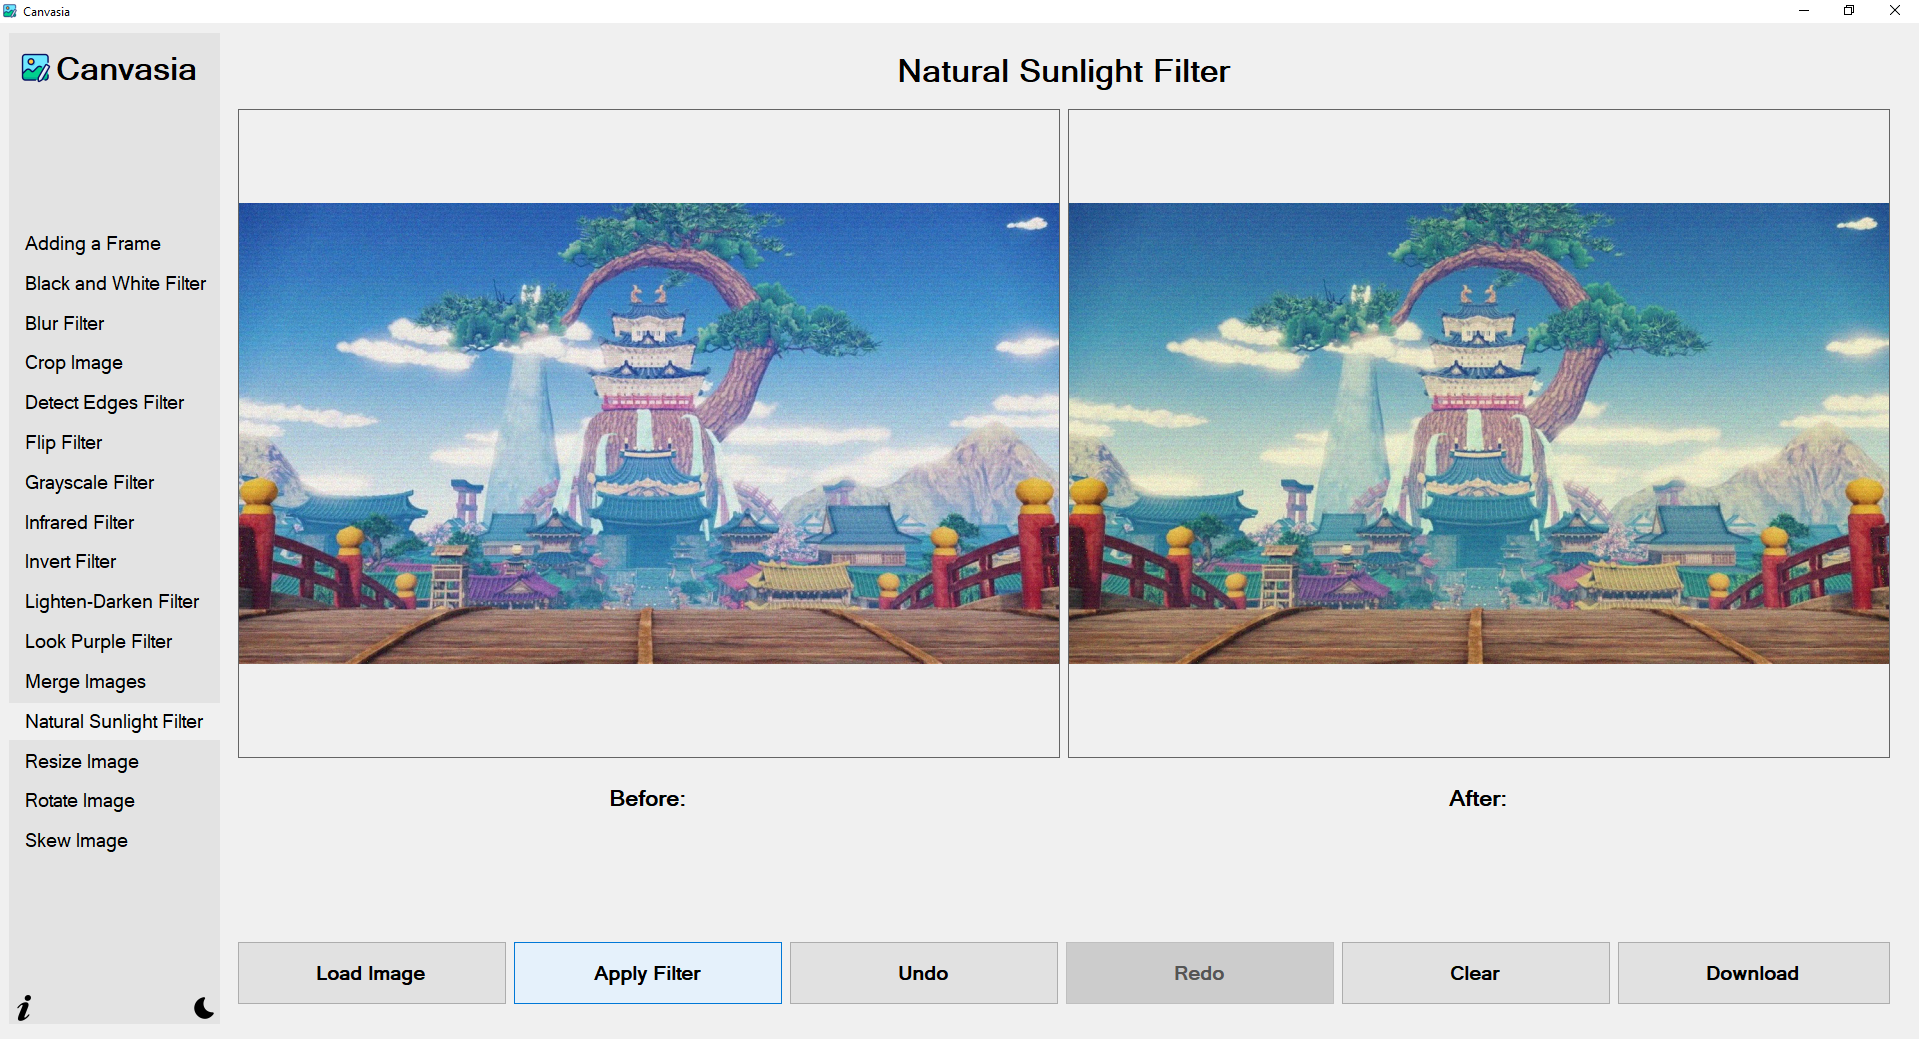 Canvasia
Canvasia
Natural Sunlight Filter
Adding a Frame
Black and White Filter
Blur Filter
Crop Image
Detect Edges Filter
Flip Filter
Grayscale Filter
Infrared Filter
Invert Filter
Lighten-Darken Filter
Look Purple Filter
Merge Images
Natural Sunlight Filter
Resize Image
Rotate Image
Skew Image
Before:
After:
Load Image
Apply Filter
Undo
Redo
Clear
Download
i